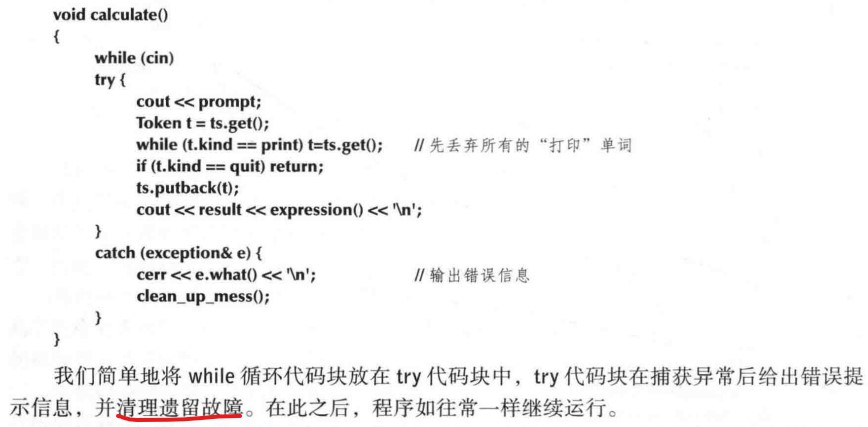 void calculate()
{
while (cin)
try {
cout << prompt;
Token t = ts.get();
while (t.kind == print) t=ts.get(); // 先丢弃所有的“打印”单词
if (t.kind == quit) return;
ts.putback(t);
cout << result << expression() << '\n';
}
catch (exception& e) {
cerr << e.what() << '\n'; // 输出错误信息
clean_up_mess();
}
}
我们简单地将 while 循环代码块放在 try 代码块中，try 代码块在捕获异常后给出错误提
示信息，并清理遗留故障。在此之后，程序如往常一样继续运行。